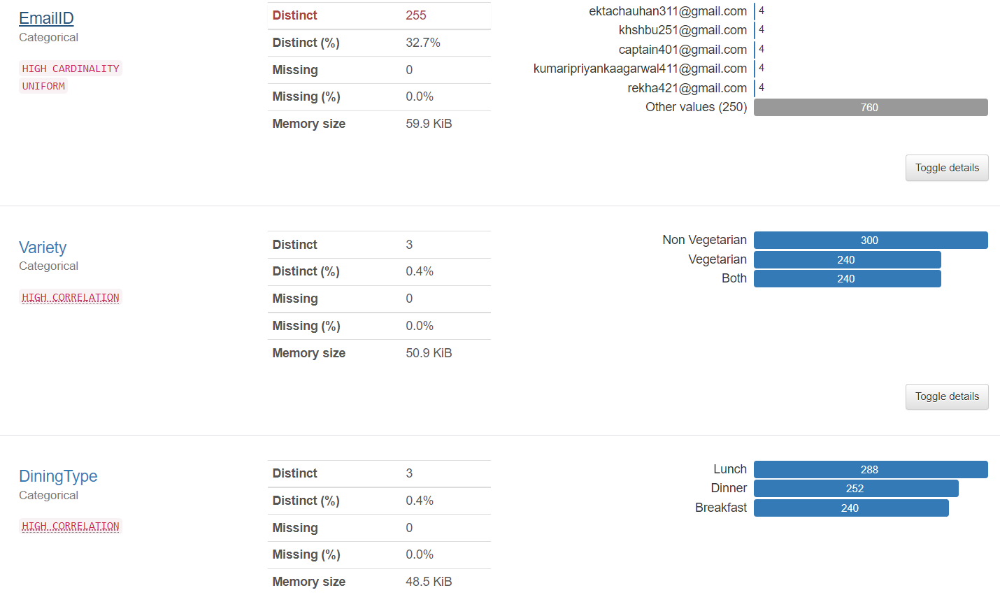 EmailID
Categorical
HIGH CARDINALITY
UNIFORM
Distinct 255
Distinct (%) 32.7%
Missing 0
Missing (%) 0.0%
Memory size 59.9 KiB
ektachauhan311@gmail.com 4
khshbu251@gmail.com 4
captain401@gmail.com 4
kumaripriyankaagarwal411@gmail.com 4
rekha421@gmail.com 4
Other values (250) 760
Toggle details
Variety
Categorical
HIGH CORRELATION
Distinct 3
Distinct (%) 0.4%
Missing 0
Missing (%) 0.0%
Memory size 50.9 KiB
Non Vegetarian 300
Vegetarian 240
Both 240
Toggle details
DiningType
Categorical
HIGH CORRELATION
Distinct 3
Distinct (%) 0.4%
Missing 0
Missing (%) 0.0%
Memory size 48.5 KiB
Lunch 288
Dinner 252
Breakfast 240